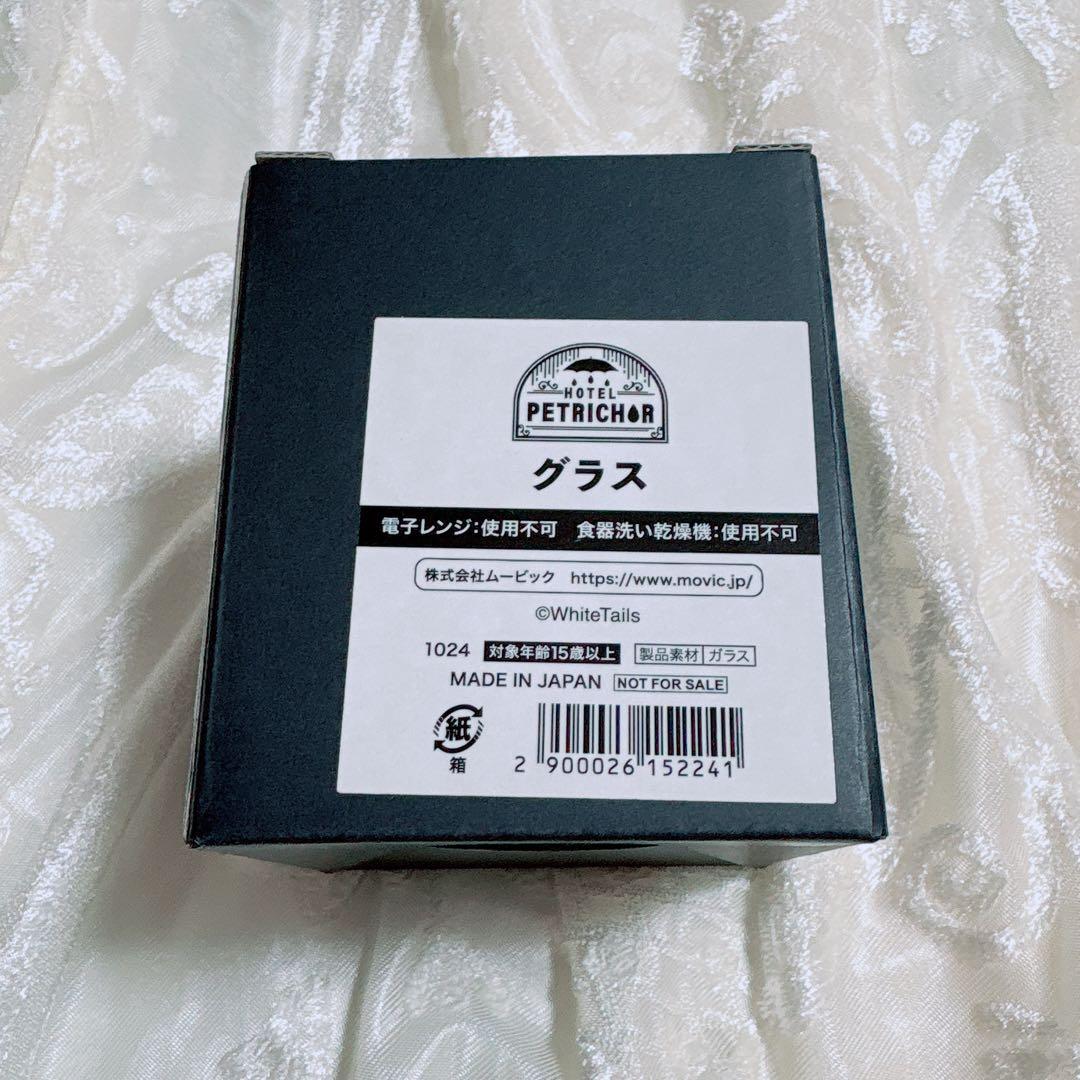 HOTEL
PETRICHOR
グラス
電子レンジ:使用不可 食器洗い乾燥機:使用不可
株式会社ムービック https://www.movic.jp/
©WhiteTails
1024 対象年齢15歳以上 製品素材 ガラス
MADE IN JAPAN NOT FOR SALE
紙
箱
2 900026 152241